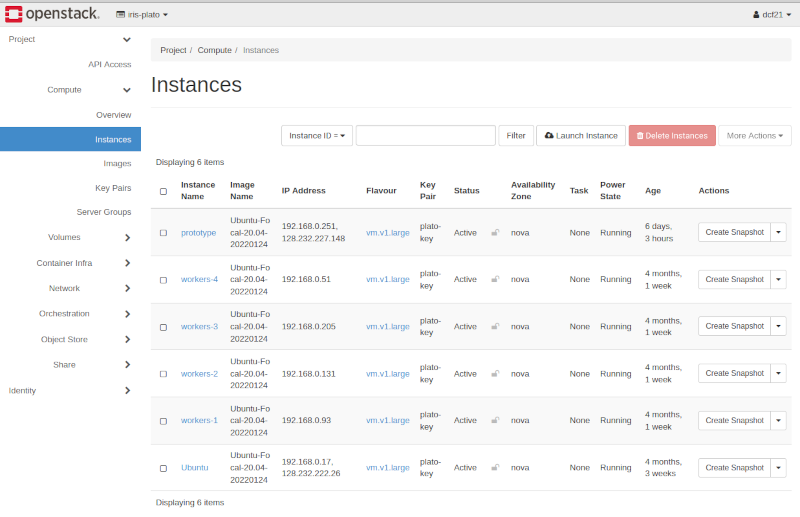 openstack. iris-plato dcf21
Project
API Access
Compute
Overview
Instances
Images
Key Pairs
Server Groups
Volumes
Container Infra
Network
Orchestration
Object Store
Share
Identity
Project / Compute / Instances
Instances
Instance ID = Filter Launch Instance Delete Instances More Actions
Displaying 6 items
Instance Name Image Name IP Address Flavour Key Pair Status Availability Zone Task Power State Age Actions
prototype Ubuntu-Focal-20.04-20220124 192.168.0.251, 128.232.227.148 vm.v1.large plato-key Active nova None Running 6 days, 3 hours Create Snapshot
workers-4 Ubuntu-Focal-20.04-20220124 192.168.0.51 vm.v1.large plato-key Active nova None Running 4 months, 1 week Create Snapshot
workers-3 Ubuntu-Focal-20.04-20220124 192.168.0.205 vm.v1.large plato-key Active nova None Running 4 months, 1 week Create Snapshot
workers-2 Ubuntu-Focal-20.04-20220124 192.168.0.131 vm.v1.large plato-key Active nova None Running 4 months, 1 week Create Snapshot
workers-1 Ubuntu-Focal-20.04-20220124 192.168.0.93 vm.v1.large plato-key Active nova None Running 4 months, 1 week Create Snapshot
Ubuntu Ubuntu-Focal-20.04-20220124 192.168.0.17, 128.232.222.26 vm.v1.large plato-key Active nova None Running 4 months, 3 weeks Create Snapshot
Displaying 6 items